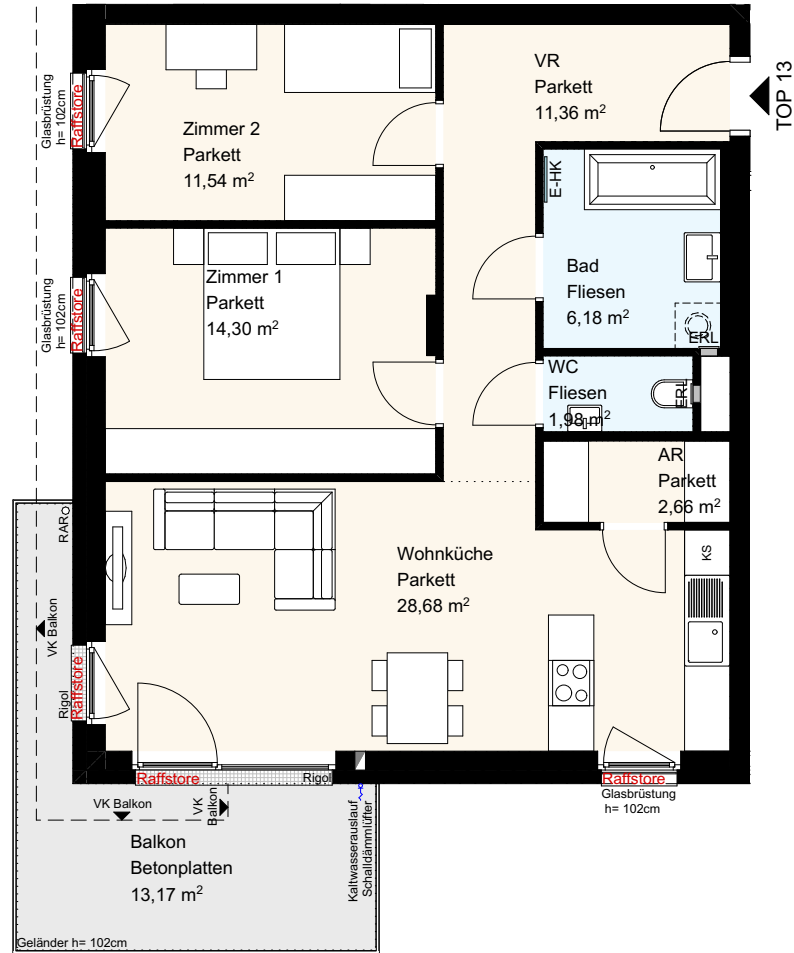 VR
Parkett
11,36 m²
TOP 13
Glasbrüstung
h= 102cm
Raffstore
Zimmer 2
Parkett
11,54 m²
E-HK
Bad
Fliesen
6,18 m²
ERL
Glasbrüstung
h= 102cm
Raffstore
Zimmer 1
Parkett
14,30 m²
WC
Fliesen
1,98 m²
ERL
AR
Parkett
2,66 m²
RAR
KS
Wohnküche
Parkett
28,68 m²
VK Balkon
Rigol
Raffstore
Raffstore
Rigol
Raffstore
Glasbrüstung
h= 102cm
VK Balkon
VK
Balkon
Kaltwasserauslauf
Schalldämmlüfter
Balkon
Betonplatten
13,17 m²
Geländer h= 102cm